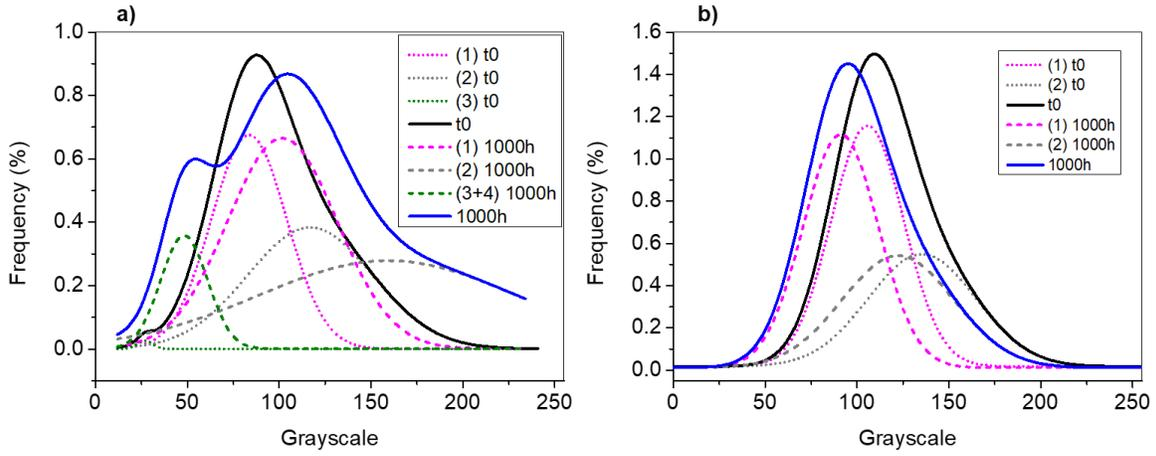 a)
1.0
0.8
0.6
0.4
0.2
0.0
Frequency (%)
0 50 100 150 200 250
Grayscale
(1) t0
(2) t0
(3) t0
t0
(1) 1000h
(2) 1000h
(3+4) 1000h
1000h
b)
1.6
1.4
1.2
1.0
0.8
0.6
0.4
0.2
0.0
Frequency (%)
0 50 100 150 200 250
Grayscale
(1) t0
(2) t0
t0
(1) 1000h
(2) 1000h
1000h